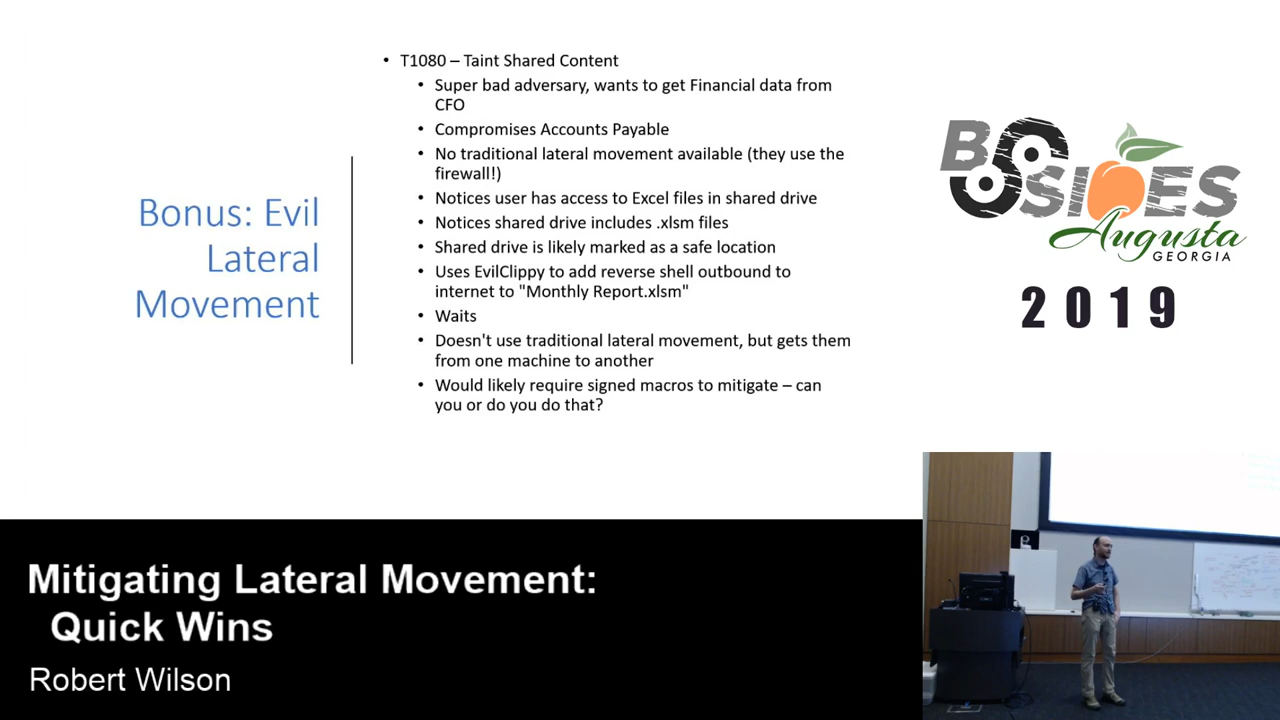 Bonus: Evil
Lateral
Movement
• T1080 – Taint Shared Content
• Super bad adversary, wants to get Financial data from
CFO
• Compromises Accounts Payable
• No traditional lateral movement available (they use the
firewall!)
• Notices user has access to Excel files in shared drive
• Notices shared drive includes .xlsm files
• Shared drive is likely marked as a safe location
• Uses EvilClippy to add reverse shell outbound to
internet to "Monthly Report.xlsm"
• Waits
• Doesn't use traditional lateral movement, but gets them
from one machine to another
• Would likely require signed macros to mitigate – can
you or do you do that?
BSIDES
Augusta
GEORGIA
2019
Mitigating Lateral Movement:
Quick Wins
Robert Wilson